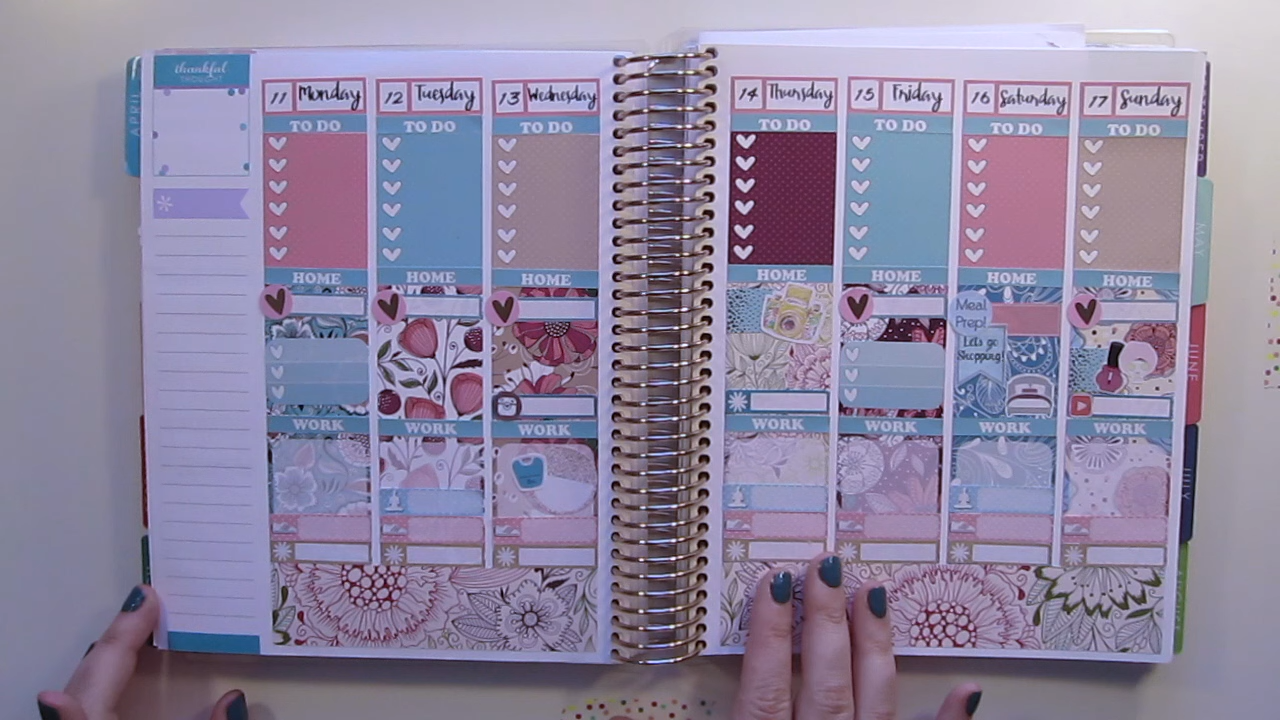 thankful
THOUGHT
APRIL
11 Monday
12 Tuesday
13 Wednesday
14 Thursday
15 Friday
16 Saturday
17 Sunday
TO DO
TO DO
TO DO
TO DO
TO DO
TO DO
TO DO
HOME
HOME
HOME
HOME
HOME
HOME
HOME
Meal
Prep!
Let's go
Shopping!
WORK
WORK
WORK
WORK
WORK
WORK
WORK
MAY
JUNE
JULY